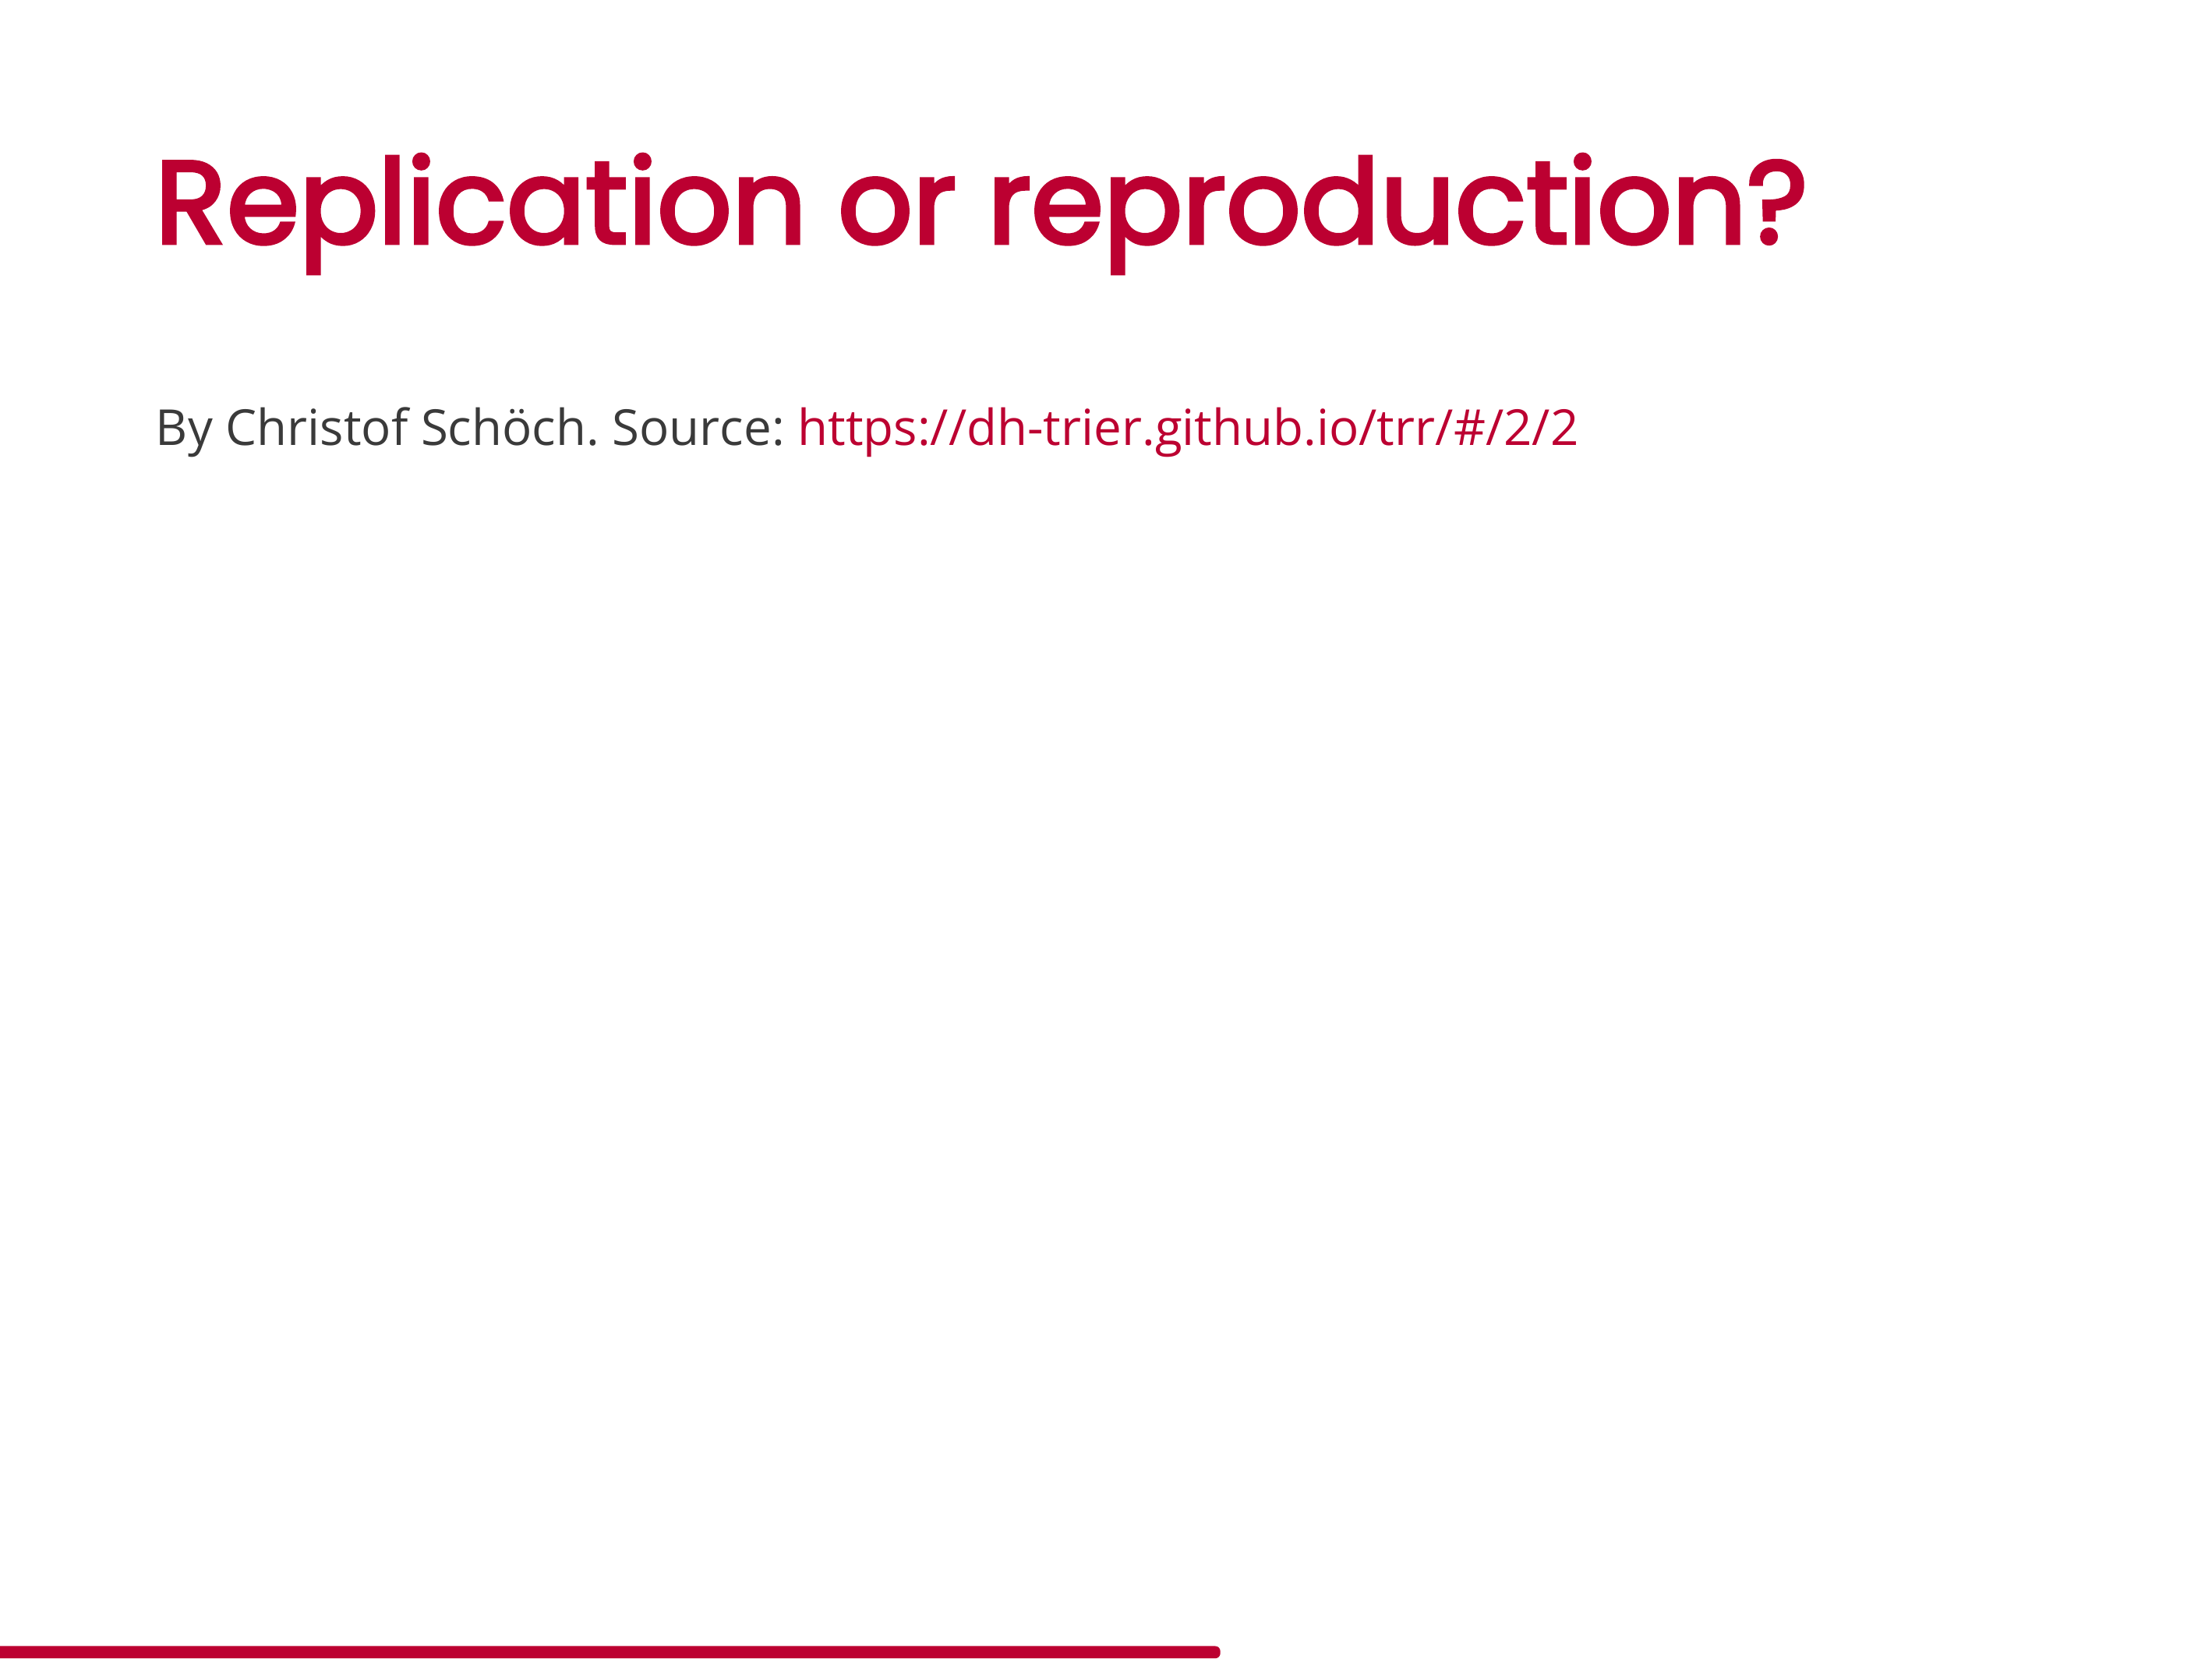 Replication or reproduction?
By Christof Schöch. Source: https://dh-trier.github.io/trr/#/2/2